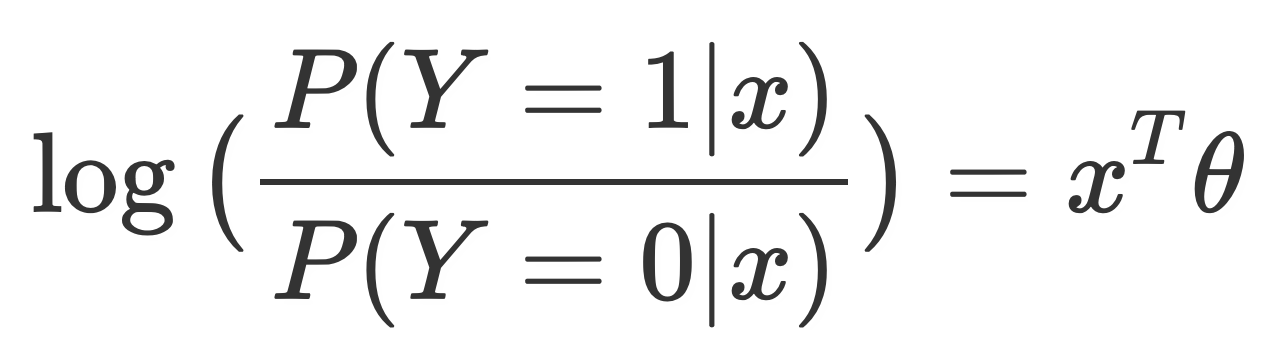 log(P(Y = 1|x) / P(Y = 0|x)) = x^T θ